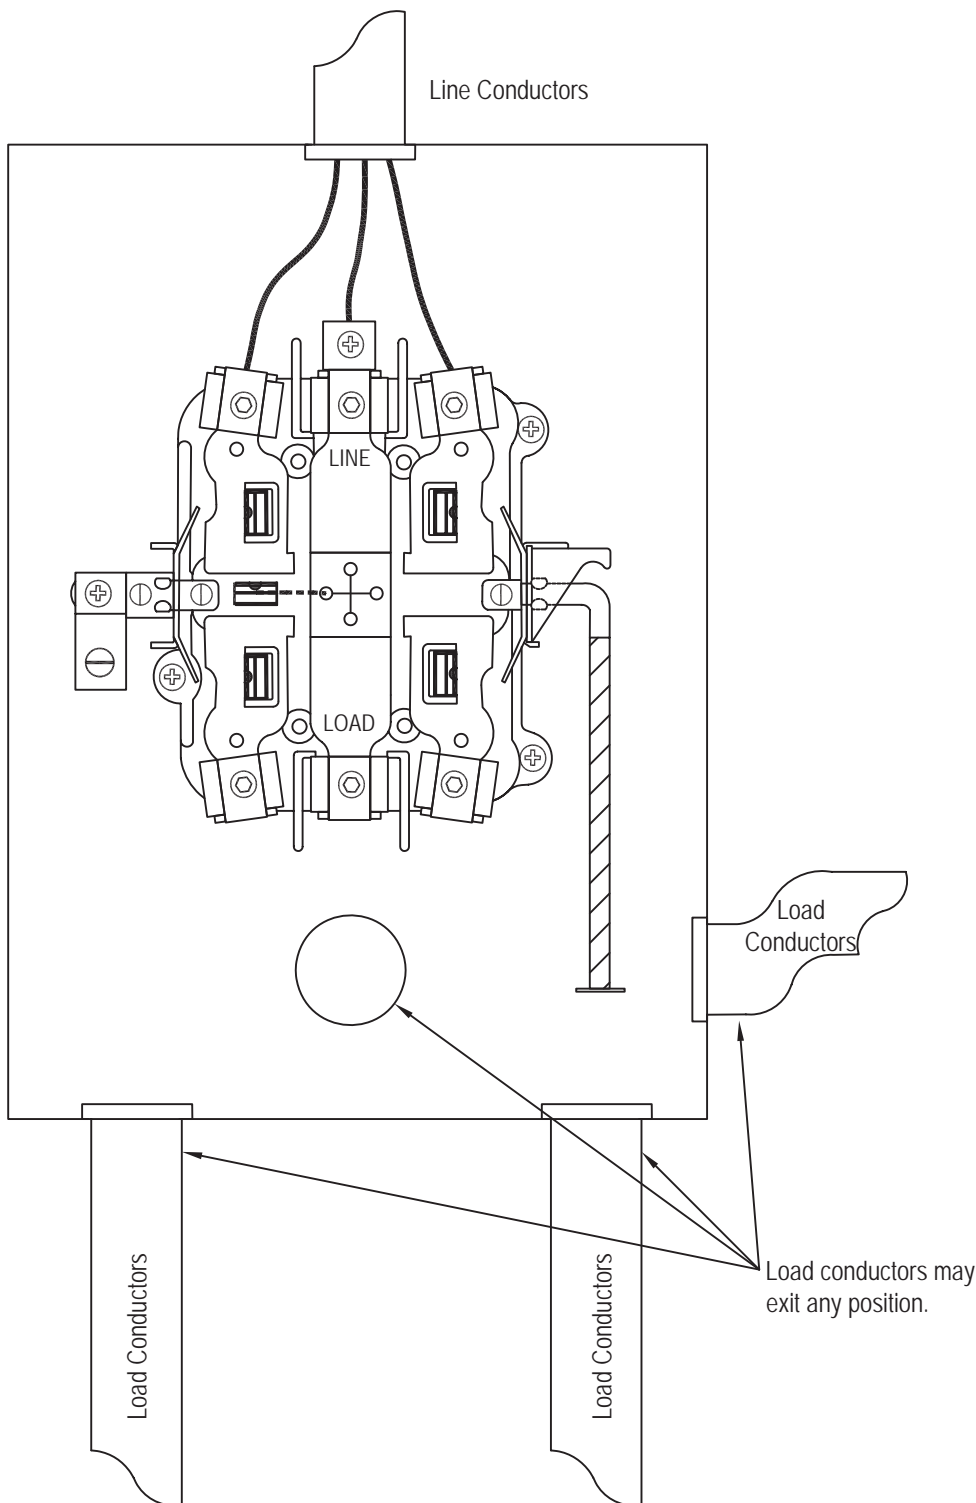 Line Conductors
LINE
LOAD
Load
Conductors
Load conductors may
exit any position.
Load Conductors
Load Conductors